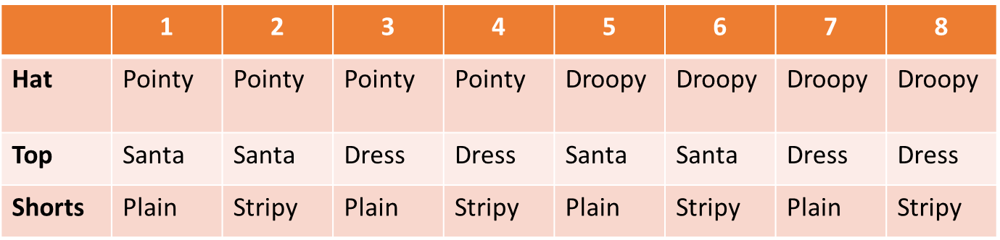 1 2 3 4 5 6 7 8
Hat Pointy Pointy Pointy Pointy Droopy Droopy Droopy Droopy
Top Santa Santa Dress Dress Santa Santa Dress Dress
Shorts Plain Stripy Plain Stripy Plain Stripy Plain Stripy